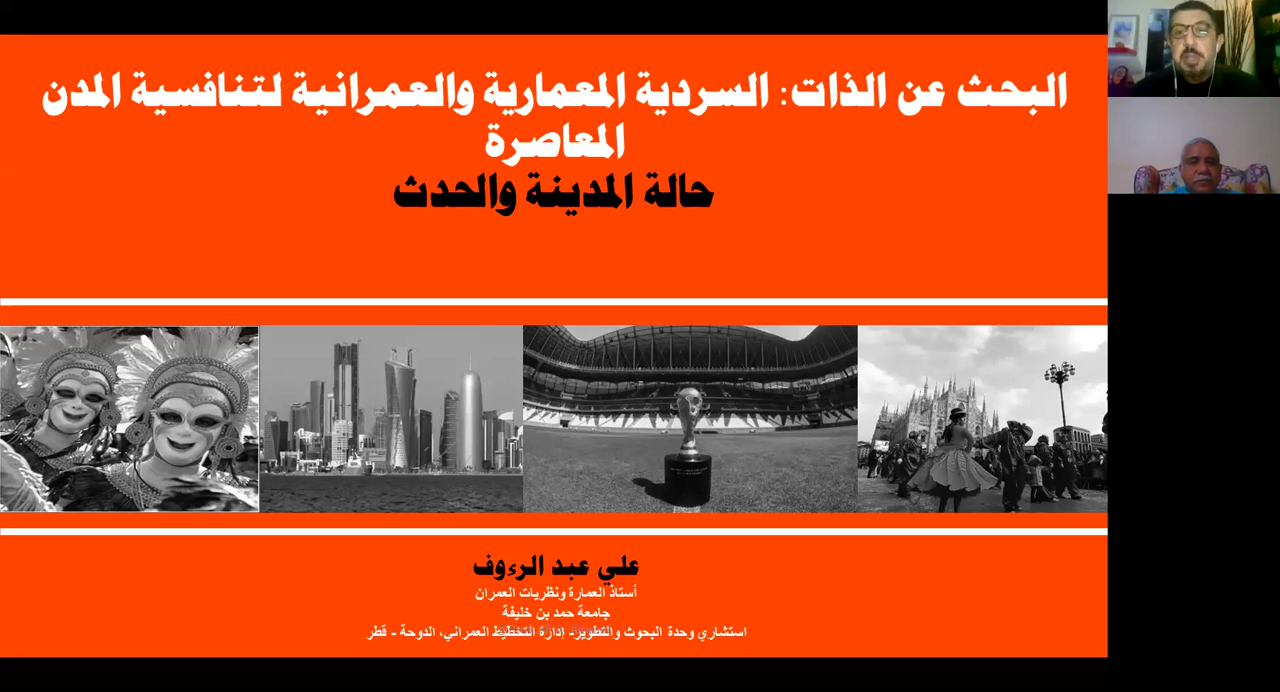 البحث عن الذات: السردية المعمارية والعمرانية لتنافسية المدن
المعاصرة
حالة المدينة والحدث
علي عبد الرءوف
أستاذ العمارة ونظريات العمران
جامعة حمد بن خليفة
استشاري وحدة البحوث والتطوير- إدارة التخطيط العمراني، الدوحة - قطر